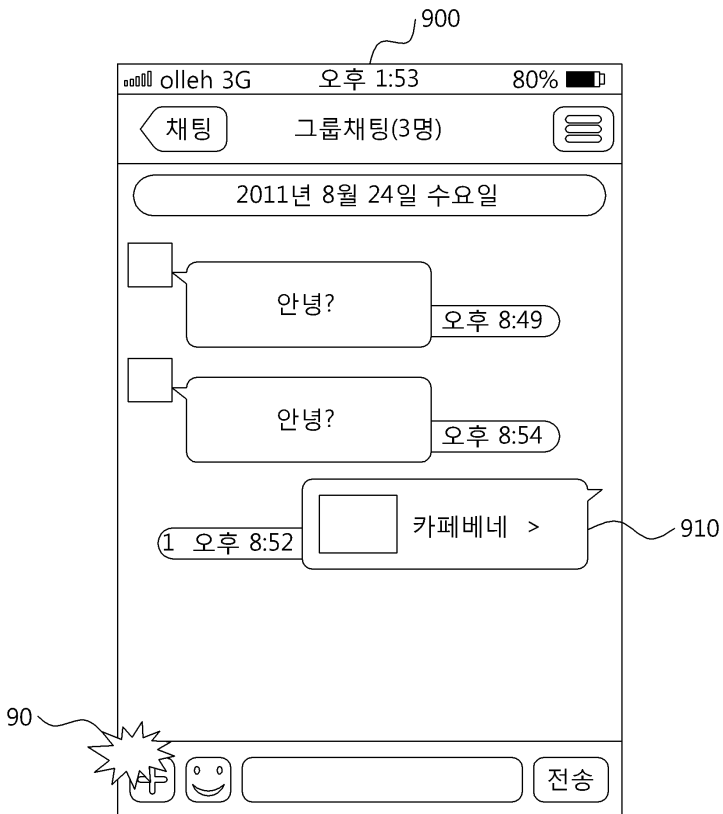 900
olleh 3G 오후 1:53 80%
채팅 그룹채팅(3명)
2011년 8월 24일 수요일
안녕?
오후 8:49
안녕?
오후 8:54
카페베네 >
910
1 오후 8:52
90
전송